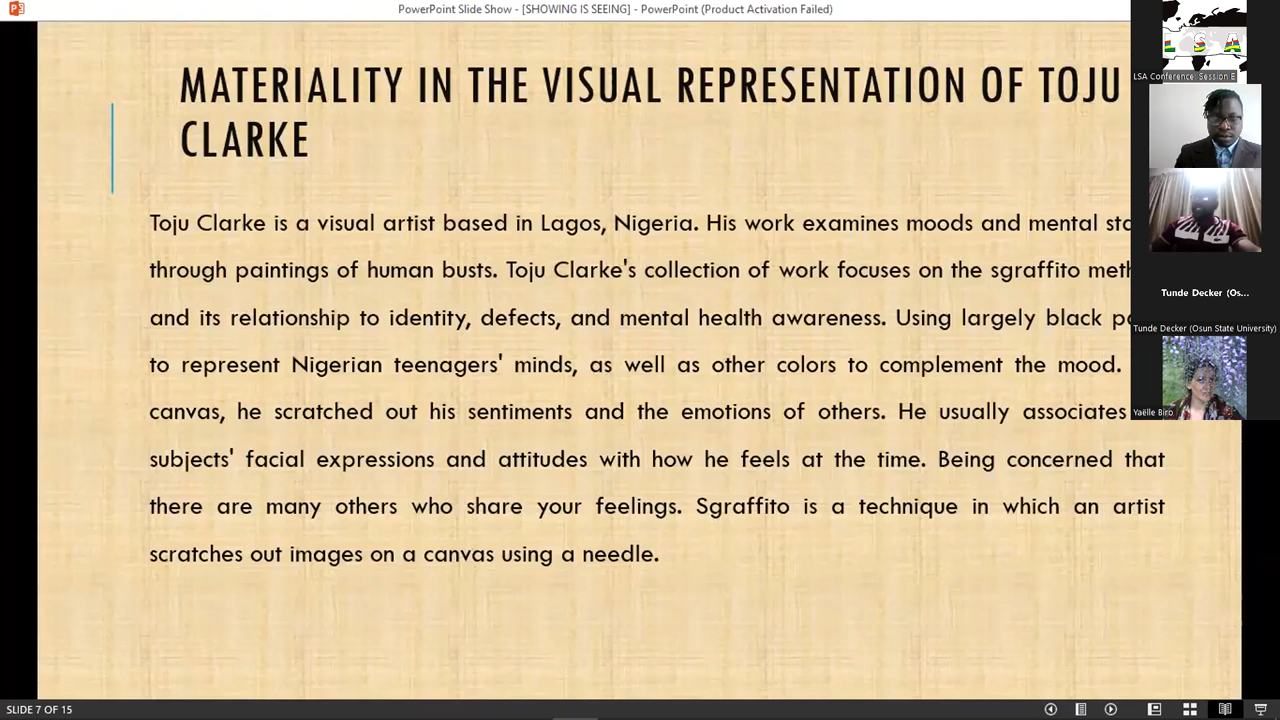 PowerPoint Slide Show - [SHOWING IS SEEING] - PowerPoint (Product Activation Failed)
MATERIALITY IN THE VISUAL REPRESENTATION OF TOJU
CLARKE
Toju Clarke is a visual artist based in Lagos, Nigeria. His work examines moods and mental
through paintings of human busts. Toju Clarke's collection of work focuses on the sgraffito
and its relationship to identity, defects, and mental health awareness. Using largely black
to represent Nigerian teenagers' minds, as well as other colors to complement the mood.
canvas, he scratched out his sentiments and the emotions of others. He usually associates
subjects' facial expressions and attitudes with how he feels at the time. Being concerned that
there are many others who share your feelings. Sgraffito is a technique in which an artist
scratches out images on a canvas using a needle.
LSA
LSA Conference: Session E
Tunde Decker (Os...
Tunde Decker (Osun State University)
Yaëlle Biro
SLIDE 7 OF 15